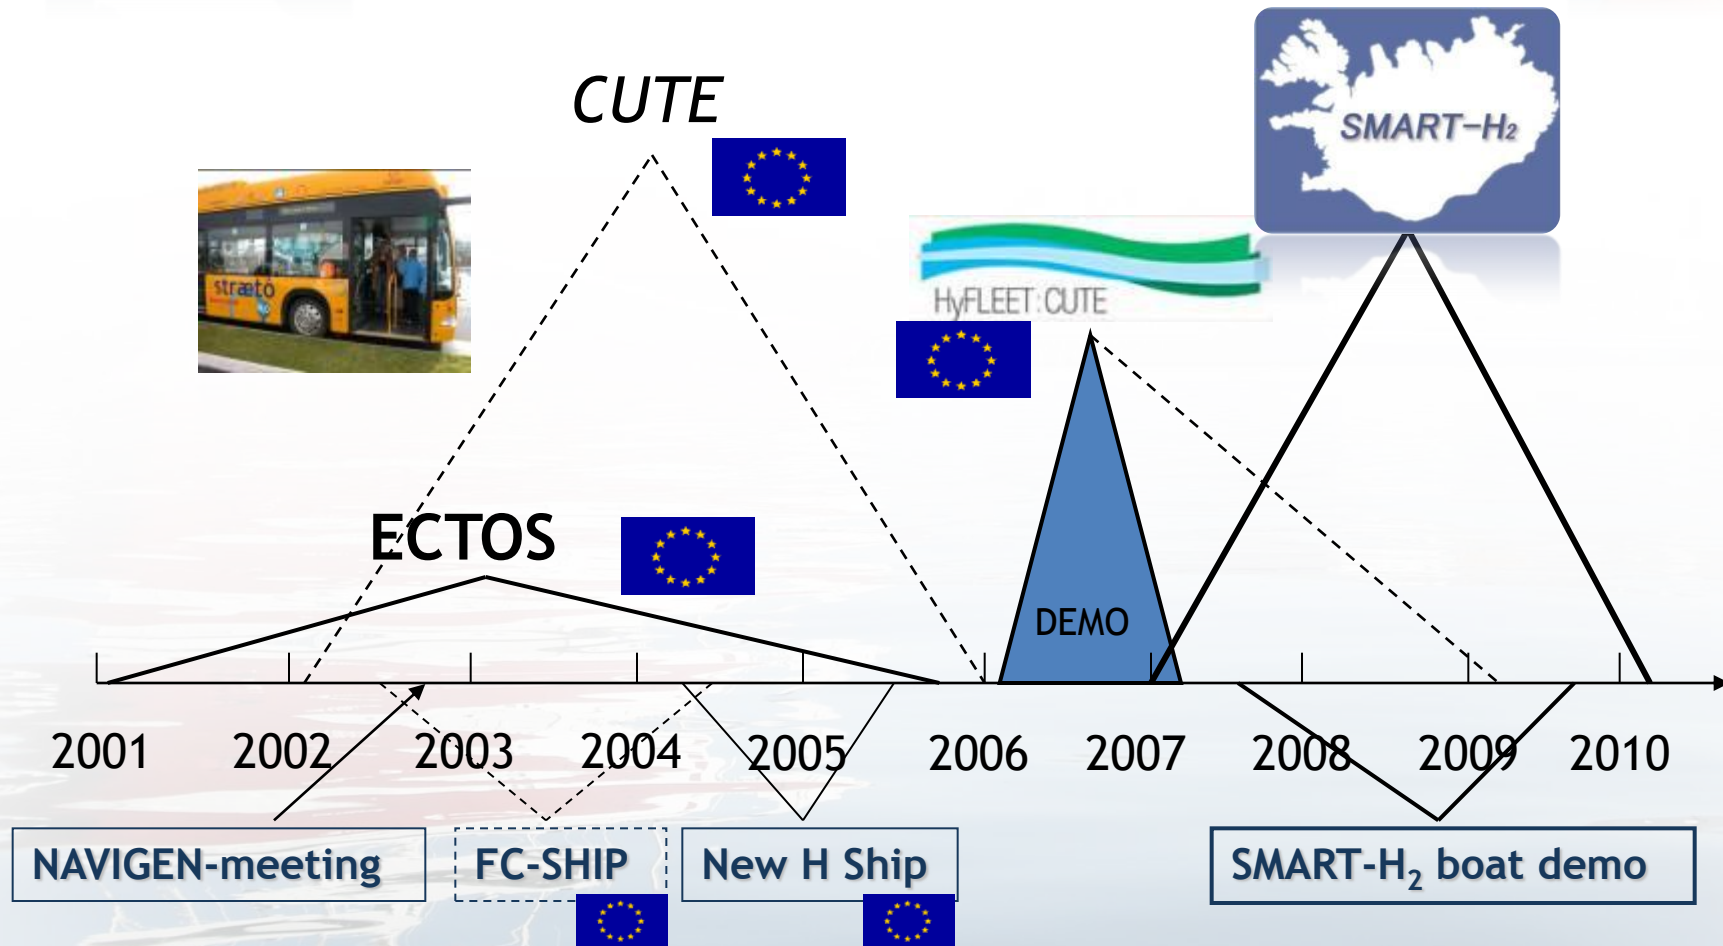 CUTE
SMART-H2
strætó
HyFLEET:CUTE
ECTOS
DEMO
2001 2002 2003 2004 2005 2006 2007 2008 2009 2010
NAVIGEN-meeting
FC-SHIP
New H Ship
SMART-H₂ boat demo